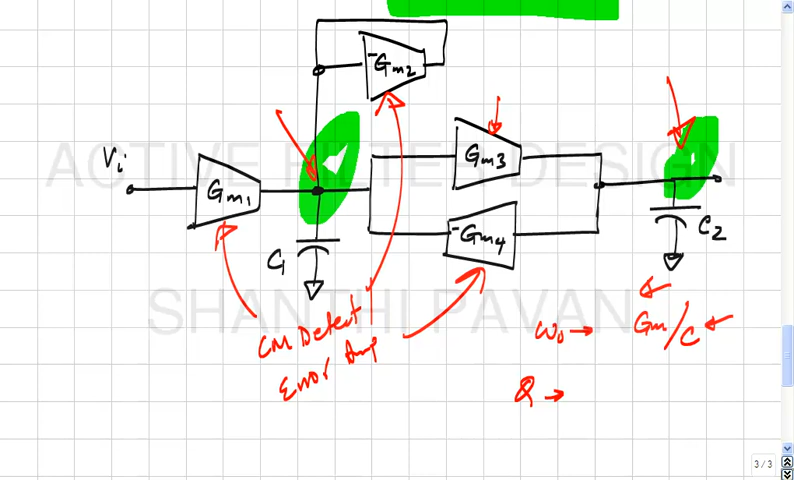 -Gm2
ACTIVE FILTER DESIGN
Vi
Gm1
Gm3
-Gm4
C1
C2
SHANTHI PAVAN
CM Detect
Error Amp
ω0 → Gm/C
Q →
3 / 3